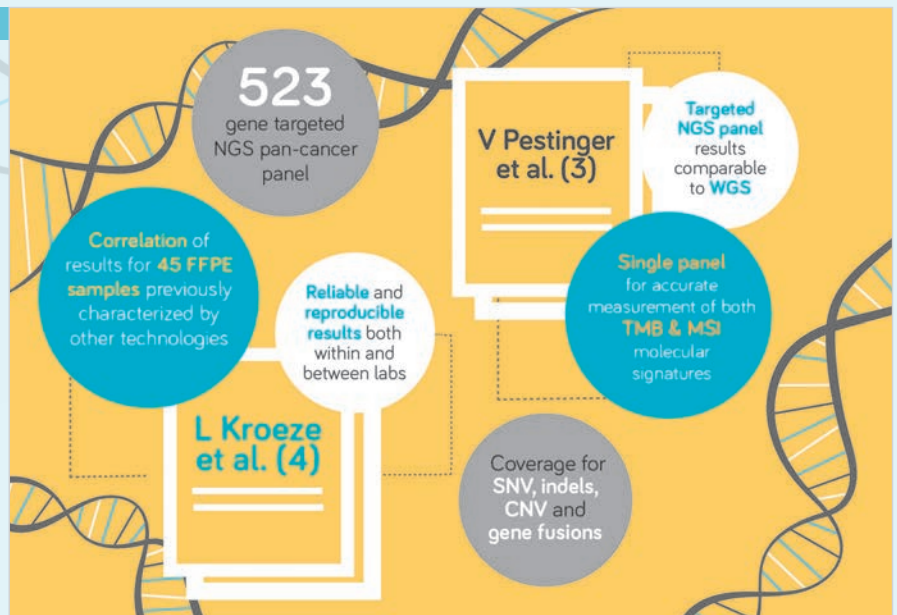 523
gene targeted
NGS pan-cancer
panel
V Pestinger
et al. (3)
Targeted
NGS panel
results
comparable
to WGS
Correlation of
results for 45 FFPE
samples previously
characterized by
other technologies
Reliable and
reproducible
results both
within and
between labs
Single panel
for accurate
measurement of both
TMB & MSI
molecular
signatures
L Kroeze
et al. (4)
Coverage for
SNV, indels,
CNV and
gene fusions